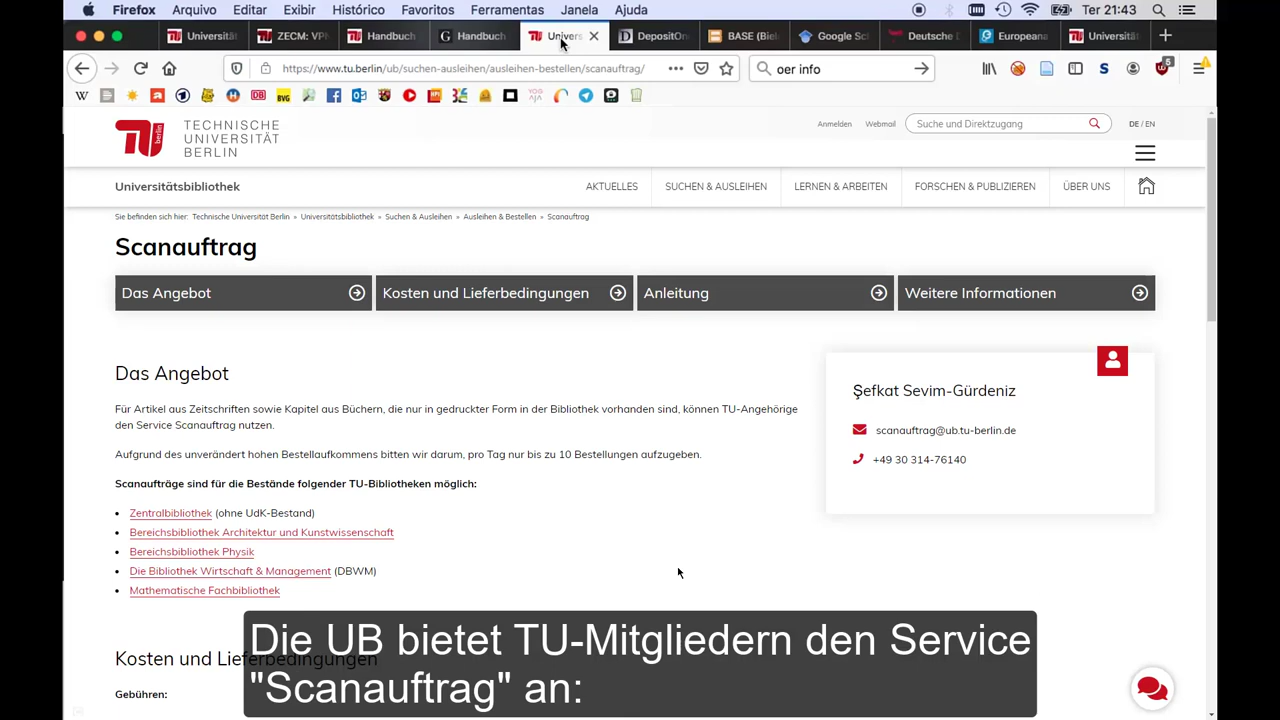 Firefox Arquivo Editar Exibir Histórico Favoritos Ferramentas Janela Ajuda Ter 21:43
Universitä ZECM: VPN Handbuch Handbuch Univers DepositOn BASE (Biel Google Sc Deutsche D Europeana Universitä
https://www.tu.berlin/ub/suchen-ausleihen/ausleihen-bestellen/scanauftrag/ oer info
TECHNISCHE
UNIVERSITÄT
BERLIN
Anmelden Webmail Suche und Direktzugang DE / EN
Universitätsbibliothek AKTUELLES SUCHEN & AUSLEIHEN LERNEN & ARBEITEN FORSCHEN & PUBLIZIEREN ÜBER UNS
Sie befinden sich hier: Technische Universität Berlin » Universitätsbibliothek » Suchen & Ausleihen » Ausleihen & Bestellen » Scanauftrag
Scanauftrag
Das Angebot Kosten und Lieferbedingungen Anleitung Weitere Informationen
Das Angebot
Für Artikel aus Zeitschriften sowie Kapitel aus Büchern, die nur in gedruckter Form in der Bibliothek vorhanden sind, können TU-Angehörige
den Service Scanauftrag nutzen.
Aufgrund des unverändert hohen Bestellaufkommens bitten wir darum, pro Tag nur bis zu 10 Bestellungen aufzugeben.
Scanaufträge sind für die Bestände folgender TU-Bibliotheken möglich:
• Zentralbibliothek (ohne UdK-Bestand)
• Bereichsbibliothek Architektur und Kunstwissenschaft
• Bereichsbibliothek Physik
• Die Bibliothek Wirtschaft & Management (DBWM)
• Mathematische Fachbibliothek
Şefkat Sevim-Gürdeniz
scanauftrag@ub.tu-berlin.de
+49 30 314-76140
Kosten und Lieferbedingungen
Gebühren:
Die UB bietet TU-Mitgliedern den Service
"Scanauftrag" an: